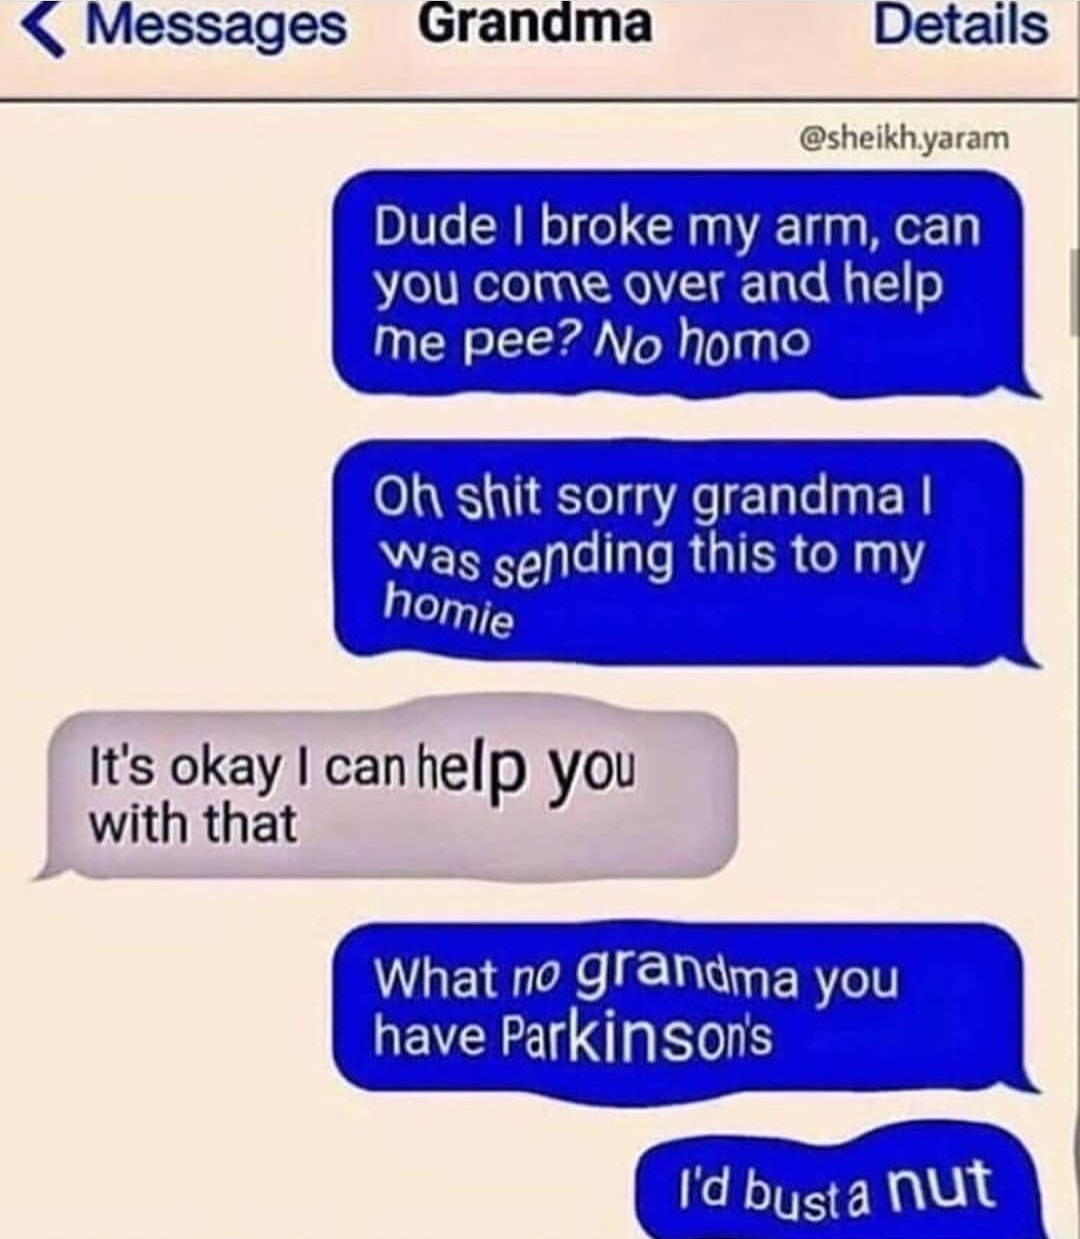 Messages Grandma Details
@sheikh.yaram
Dude I broke my arm, can
you come over and help
me pee? No homo
Oh shit sorry grandma I
was sending this to my
homie
It's okay I can help you
with that
What no grandma you
have Parkinson's
I'd bust a nut